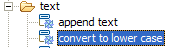 text
append text
convert to lower case